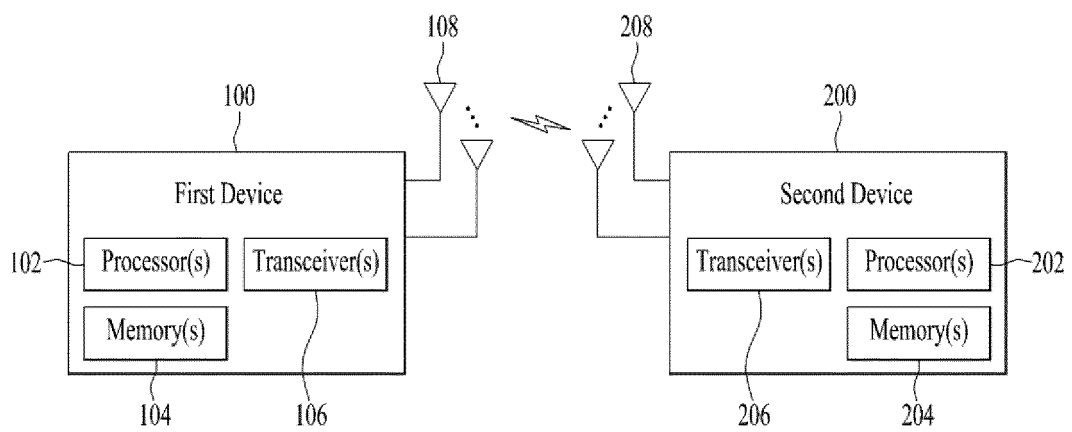 108
208
100
200
First Device
Second Device
102
Processor(s)
Transceiver(s)
Transceiver(s)
Processor(s)
202
Memory(s)
Memory(s)
104
106
206
204